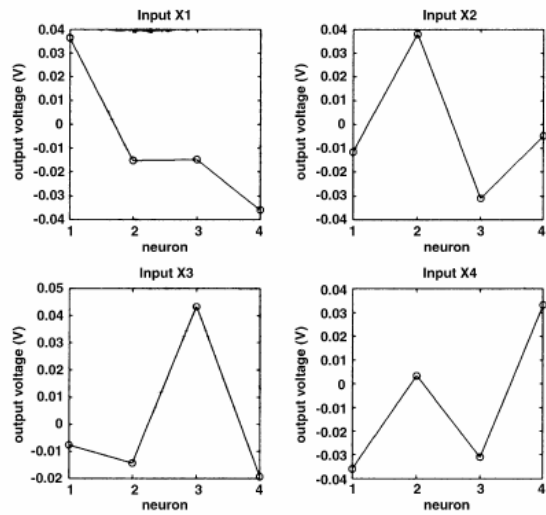 Input X1
output voltage (V)
0.04
0.03
0.02
0.01
0
-0.01
-0.02
-0.03
-0.04
1 2 3 4
neuron
Input X2
output voltage (V)
0.04
0.03
0.02
0.01
0
-0.01
-0.02
-0.03
-0.04
1 2 3 4
neuron
Input X3
output voltage (V)
0.05
0.04
0.03
0.02
0.01
0
-0.01
-0.02
1 2 3 4
neuron
Input X4
output voltage (V)
0.04
0.03
0.02
0.01
0
-0.01
-0.02
-0.03
-0.04
1 2 3 4
neuron